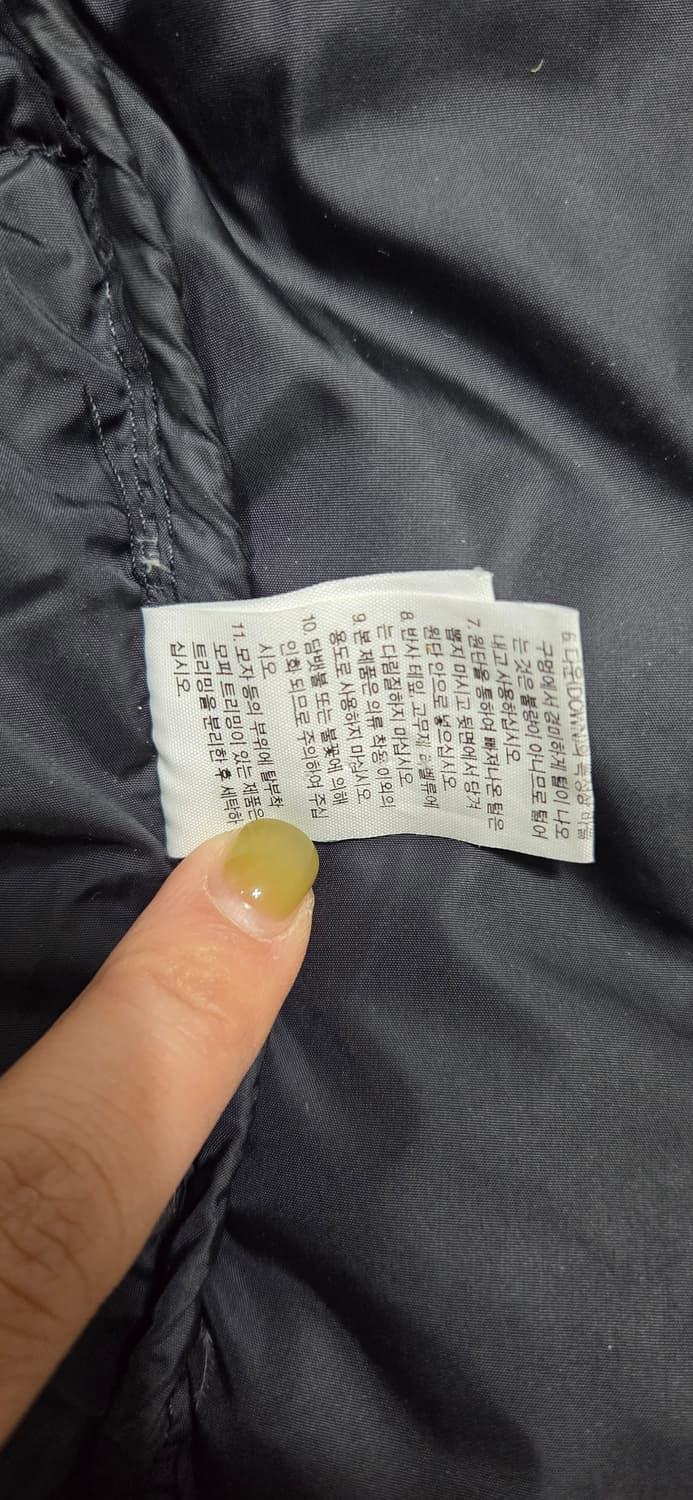 6. 다운(DOWN)의 특성상 바늘
구멍에서 경미하게 털이 나오
는 것은 불량이 아니므로 털어
내고 사용하십시오
7. 원단을 통하여 빠져나온 털은
뽑지 마시고 뒷면에서 당겨
원단 안으로 넣으십시오
8. 반사 테잎, 고무제 라벨등에
는 다림질하지 마십시오
9. 본 제품은 의류 착용 이외의
용도로 사용하지 마십시오
10. 담뱃불 또는 불꽃에 의해
인화 되므로 주의하여 주십
시오
11. 모자 등의 부위에 탈부착
모피 트리밍이 있는 제품은
트리밍을 분리한 후 세탁하
십시오